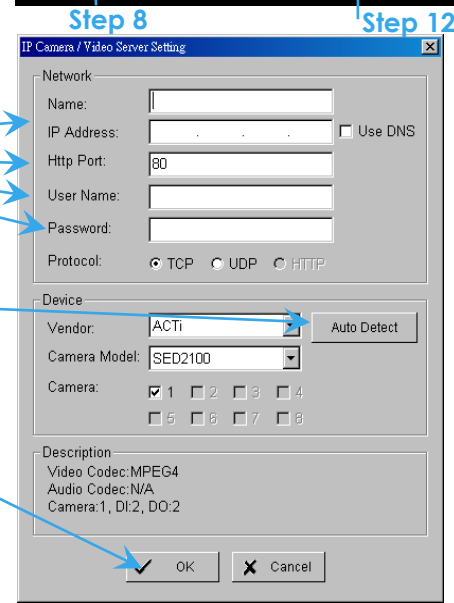 Step 8 Step 12
IP Camera / Video Server Setting
Network
Name:
IP Address: . . . Use DNS
Http Port: 80
User Name:
Password:
Protocol: TCP UDP HTTP
Device
Vendor: ACTi Auto Detect
Camera Model: SED2100
Camera: 1 2 3 4
5 6 7 8
Description
Video Codec:MPEG4
Audio Codec:N/A
Camera:1, DI:2, DO:2
OK Cancel